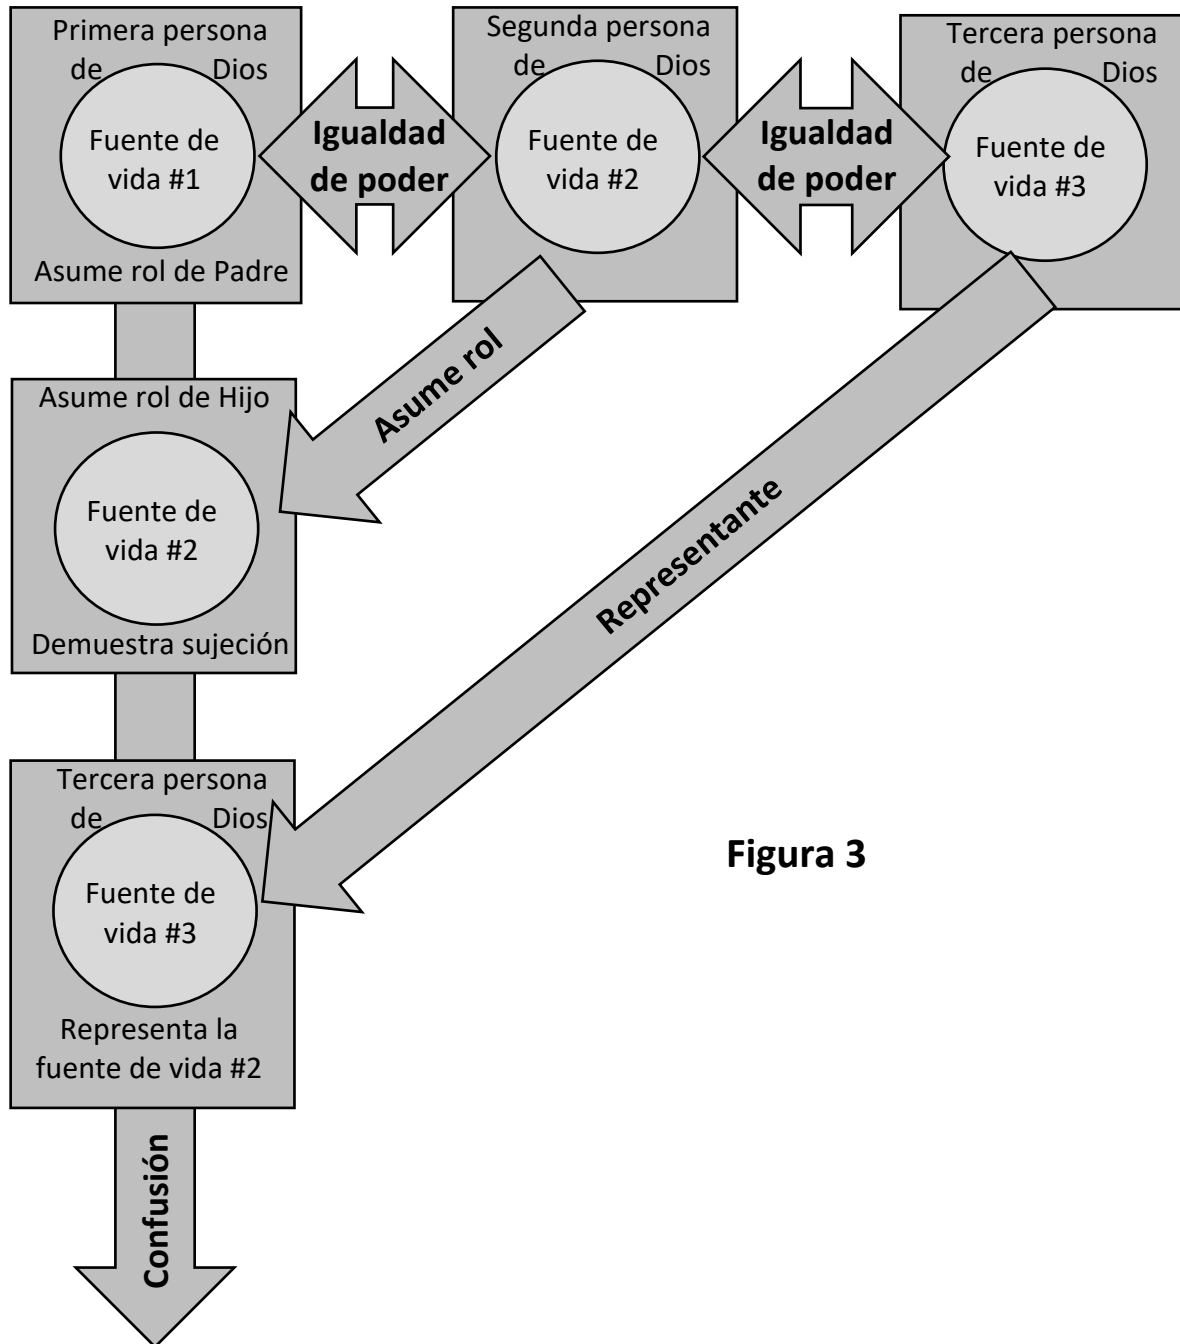 Primera persona
de Dios
Fuente de
vida #1
Asume rol de Padre
Igualdad
de poder
Segunda persona
de Dios
Fuente de
vida #2
Igualdad
de poder
Tercera persona
de Dios
Fuente de
vida #3
Asume rol
Asume rol de Hijo
Fuente de
vida #2
Demuestra sujeción
Representante
Tercera persona
de Dios
Fuente de
vida #3
Representa la
fuente de vida #2
Figura 3
Confusión